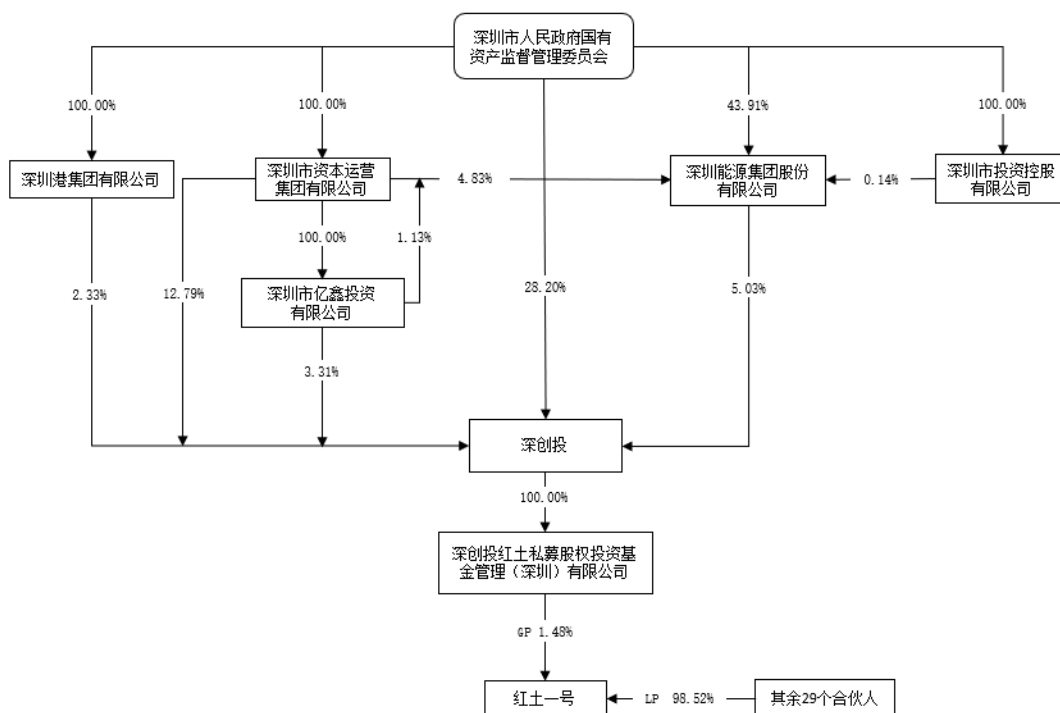 深圳市人民政府国有
资产监督管理委员会
100.00%
100.00%
43.91%
100.00%
深圳港集团有限公司
深圳市资本运营
集团有限公司
4.83%
深圳能源集团股份
有限公司
0.14%
深圳市投资控股
有限公司
100.00%
1.13%
2.33%
12.79%
深圳市亿鑫投资
有限公司
28.20%
5.03%
3.31%
深创投
100.00%
深创投红土私募股权投资基
金管理（深圳）有限公司
GP 1.48%
红土一号
LP 98.52%
其余29个合伙人